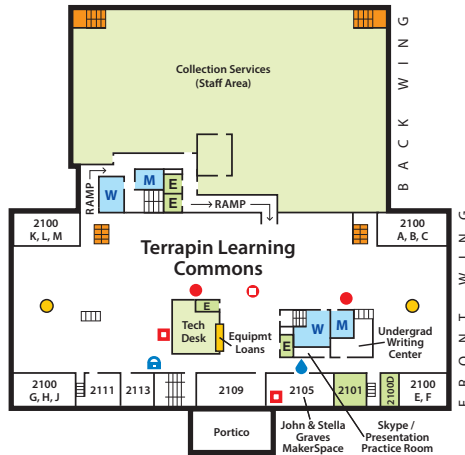 Collection Services
(Staff Area)
BACK WING
M
W
E
E
RAMP
RAMP
2100
K, L, M
2100
A, B, C
FRONT WING
Terrapin Learning
Commons
E
Tech
Desk
Equipmt
Loans
W
M
E
Undergrad
Writing
Center
2100
G, H, J
2111
2113
2109
2105
2101
2100D
2100
E, F
Portico
John & Stella
Graves
MakerSpace
Skype /
Presentation
Practice Room